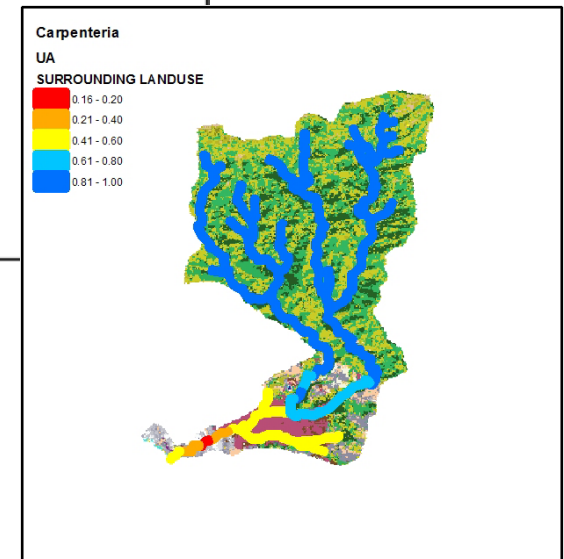 Carpenteria
UA
SURROUNDING LANDUSE
0.16 - 0.20
0.21 - 0.40
0.41 - 0.60
0.61 - 0.80
0.81 - 1.00